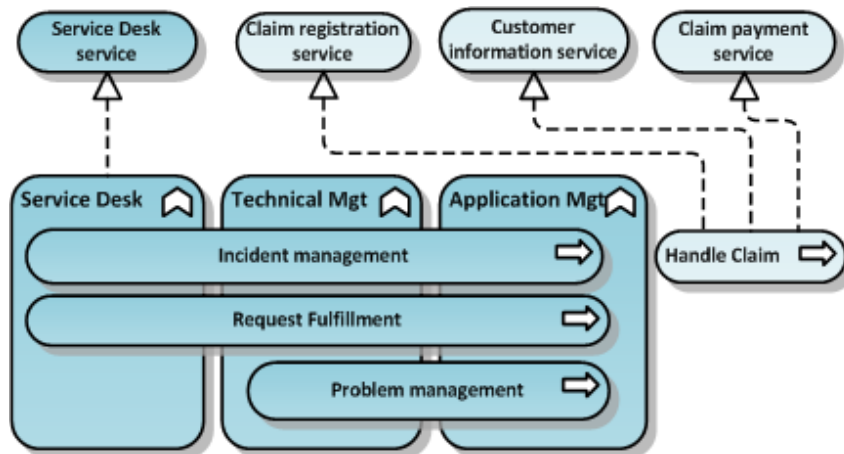 Service Desk
service
Claim registration
service
Customer
information service
Claim payment
service
Service Desk
Technical Mgt
Application Mgt
Incident management
Handle Claim
Request Fulfillment
Problem management